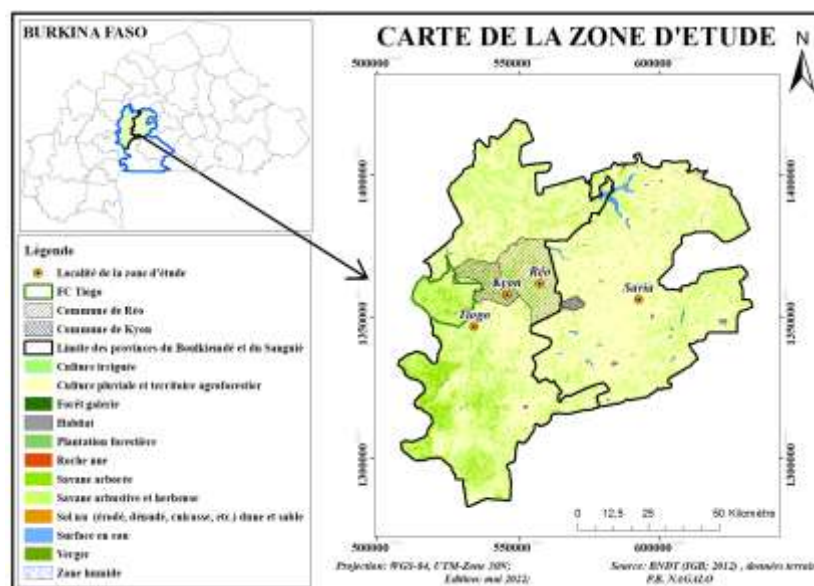 BURKINA FASO
CARTE DE LA ZONE D'ETUDE
N
500000 550000 600000
1400000
1350000
1300000
1400000
1350000
1300000
Réo
Kyon
Saria
Tiogo
Légende
Localité de la zone d'étude
FC Tiogo
Commune de Réo
Commune de Kyon
Limite des provinces du Boulkiemdé et du Sanguié
Culture irriguée
Culture pluviale et territoire agroforestier
Forêt galerie
Habitat
Plantation forestière
Roche nue
Savane arborée
Savane arbustive et herbeuse
Sol nu (érodé, dénudé, cuirasse, etc.) dune et sable
Surface en eau
Verger
Zone humide
0 12,5 25 50 Kilomètre
500000 550000 600000
Projection: WGS-84, UTM-Zone 30N;
Edition: mai 2022;
Source: BNDT (IGB; 2012) , données terrain
P.B. NAGALO